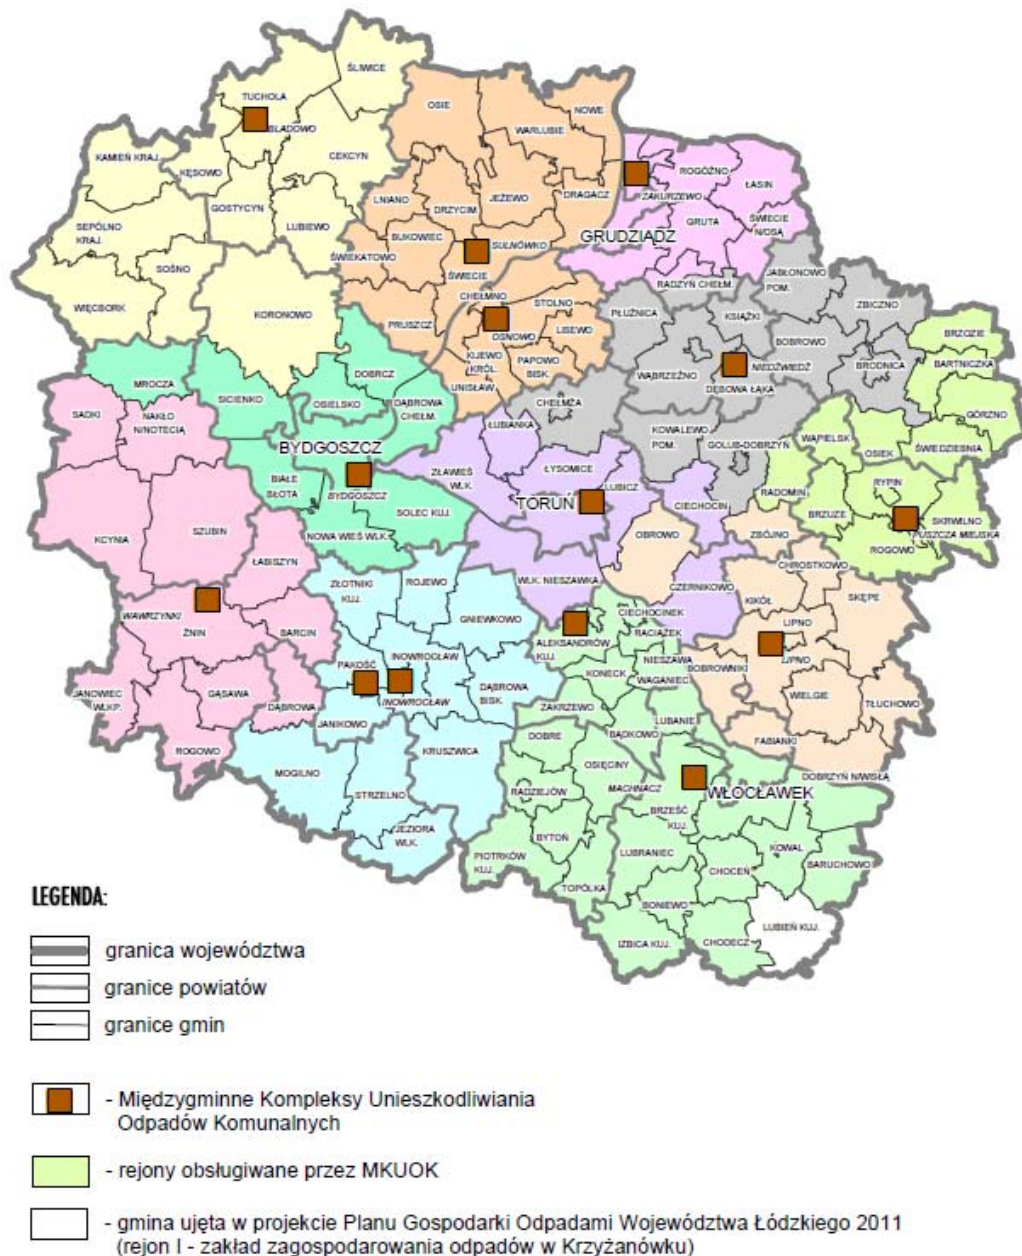 ŚLIWICE
TUCHOLA
BLADOWO
OSIE
NOWE
WARLUBIE
KAMIEŃ KRAJ.
CEKCYN
KĘSOWO
ROGÓŹNO
ŁASIN
ZAKURZEWO
LNIANO
JEŻEWO
DRAGACZ
DRZYCIM
GOSTYCYN
GRUTA
ŚWIECIE
N/OSĄ
SĘPÓLNO
KRAJ.
LUBIEWO
BUKOWIEC
SULNÓWKO
GRUDZIĄDZ
ŚWIEKATOWO
ŚWIECIE
SOŚNO
JABŁONOWO
POM.
RADZYŃ CHEŁM.
CHEŁMNO
STOLNO
ZBICZNO
WIĘCBORK
KORONOWO
PŁUŻNICA
KSIĄŻKI
PRUSZCZ
OSNOWO
LISEWO
BRZOZIE
BOBROWO
KIJEWO
KRÓL.
PAPOWO
BISK.
BARTNICZKA
DOBRCZ
WĄBRZEŹNO
NIEDŹWIEDŹ
BRODNICA
MROCZA
UNISŁAW
DĘBOWA ŁĄKA
SICIENKO
OSIELSKO
DĄBROWA
CHEŁM.
CHEŁMŻA
GÓRZNO
SADKI
NAKŁO
N/NOTECIĄ
ŁUBIANKA
KOWALEWO
POM.
GOLUB-DOBRZYŃ
WĄPIELSK
ŚWIEDZIEBNIA
OSIEK
BYDGOSZCZ
ZŁAWIEŚ
WLK.
ŁYSOMICE
BIAŁE
BŁOTA
BYDGOSZCZ
LUBICZ
RADOMIN
RYPIN
TORUŃ
CIECHOCIN
SOLEC KUJ.
BRZUZE
SKRWILNO
PUSZCZA MIEJSKA
SZUBIN
KCYNIA
NOWA WIEŚ WLK.
OBROWO
ZBÓJNO
ROGOWO
ŁABISZYN
CHROSTKOWO
ZŁOTNIKI
KUJ.
ROJEWO
WLK. NIESZAWKA
CZERNIKOWO
KIKÓŁ
SKĘPE
WAWRZYNKI
CIECHOCINEK
GNIEWKOWO
LIPNO
ŻNIN
BARCIN
ALEKSANDRÓW
KUJ.
RACIĄŻEK
PAKOŚĆ
INOWROCŁAW
NIESZAWA
LIPNO
KONECK
WAGANIEC
BOBROWNIKI
JANOWIEC
WLKP.
GĄSAWA
DĄBROWA
INOWROCŁAW
DĄBROWA
BISK.
WIELGIE
TŁUCHOWO
ZAKRZEWO
JANIKOWO
LUBANIE
DOBRE
BĄDKOWO
FABIANKI
ROGOWO
KRUSZWICA
MOGILNO
OSIĘCINY
DOBRZYŃ N/WISŁĄ
RADZIEJÓW
MACHNACZ
WŁOCŁAWEK
STRZELNO
BRZEŚĆ
KUJ.
JEZIORA
WLK.
BYTOŃ
KOWAL
PIOTRKÓW
KUJ.
LUBRANIEC
BARUCHOWO
CHOCEŃ
TOPÓLKA
BONIEWO
LUBIEŃ KUJ.
IZBICA KUJ.
CHODECZ
LEGENDA:
granica województwa
granice powiatów
granice gmin
- Międzygminne Kompleksy Unieszkodliwiania
Odpadów Komunalnych
- rejony obsługiwane przez MKUOK
- gmina ujęta w projekcie Planu Gospodarki Odpadami Województwa Łódzkiego 2011
(rejon I - zakład zagospodarowania odpadów w Krzyżanówku)